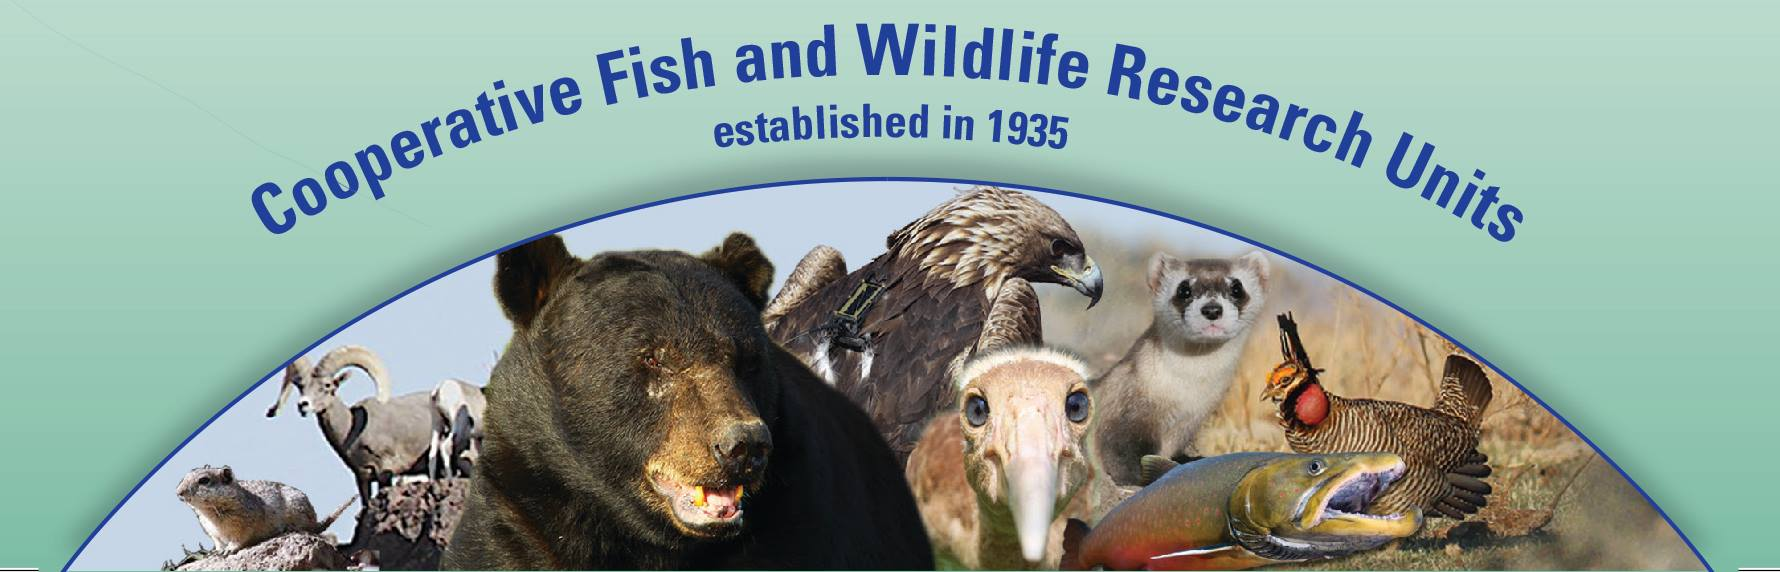 Cooperative Fish and Wildlife Research Units
established in 1935